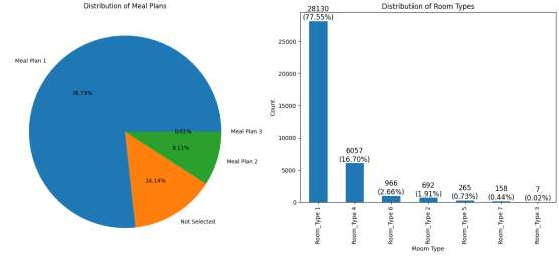 Distribution of Meal Plans
Meal Plan 1
76.73%
0.01%
Meal Plan 3
9.11%
Meal Plan 2
14.14%
Not Selected
Distribution of Room Types
28130
(77.55%)
6057
(16.70%)
966
(2.66%)
692
(1.91%)
265
(0.73%)
158
(0.44%)
7
(0.02%)
25000
20000
15000
10000
5000
0
Count
Room_Type 1
Room_Type 4
Room_Type 6
Room_Type 2
Room_Type 5
Room_Type 7
Room_Type 3
Room Type